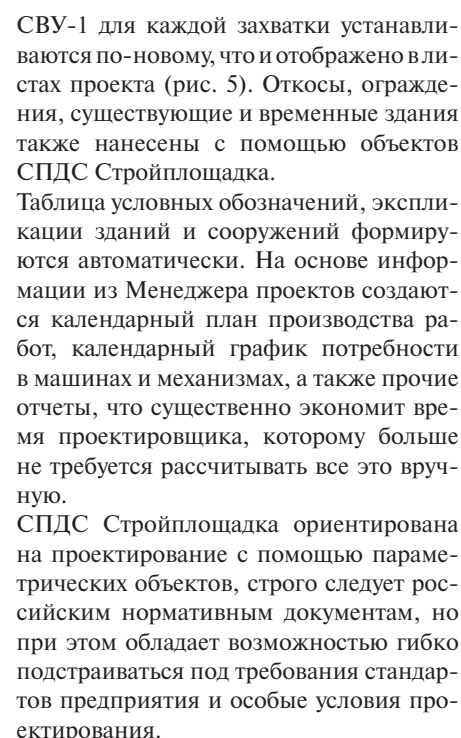 СВУ-1 для каждой захватки устанавли-
ваются по-новому, что и отображено в ли-
стах проекта (рис. 5). Откосы, огражде-
ния, существующие и временные здания
также нанесены с помощью объектов
СПДС Стройплощадка.
Таблица условных обозначений, экспли-
кации зданий и сооружений формиру-
ются автоматически. На основе инфор-
мации из Менеджера проектов создают-
ся календарный план производства ра-
бот, календарный график потребности
в машинах и механизмах, а также прочие
отчеты, что существенно экономит вре-
мя проектировщика, которому больше
не требуется рассчитывать все это вруч-
ную.
СПДС Стройплощадка ориентирована
на проектирование с помощью параме-
трических объектов, строго следует рос-
сийским нормативным документам, но
при этом обладает возможностью гибко
подстраиваться под требования стандар-
тов предприятия и особые условия про-
ектирования.